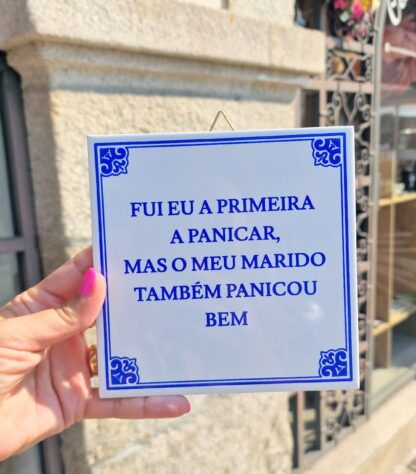 FUI EU A PRIMEIRA
A PANICAR,
MAS O MEU MARIDO
TAMBÉM PANICOU
BEM